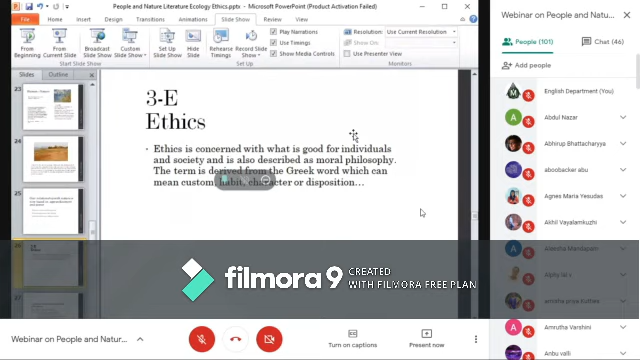 People and Nature Literature Ecology Ethics.pptx - Microsoft PowerPoint (Product Activation Failed)
File Home Insert Design Transitions Animations Slide Show Review View
From Beginning
From Current Slide
Broadcast Slide Show
Custom Slide Show
Set Up Slide Show
Hide Slide
Rehearse Timings
Record Slide Show
Play Narrations
Use Timings
Show Media Controls
Resolution: Use Current Resolution
Show On:
Use Presenter View
Start Slide Show
Set Up
Monitors
Slides Outline
23
24
25
26
27
3-E
Ethics
• Ethics is concerned with what is good for individuals
and society and is also described as moral philosophy.
The term is derived from the Greek word which can
mean custom, habit, character or disposition…
filmora 9 CREATED
WITH FILMORA FREE PLAN
Webinar on People and Natur...
Turn on captions
Present now
Webinar on People and Nature
People (101)
Chat (46)
Add people
English Department (You)
Abdul Nazar
Abhirup Bhattacharyya
aboobacker abu
Agnes Maria Yesudas
Akhil Vayalamkuzhi
Aleesha Mandapam
Alphy lal v
amrutha priya kutties
Amrutha Varshini
Anbu valli